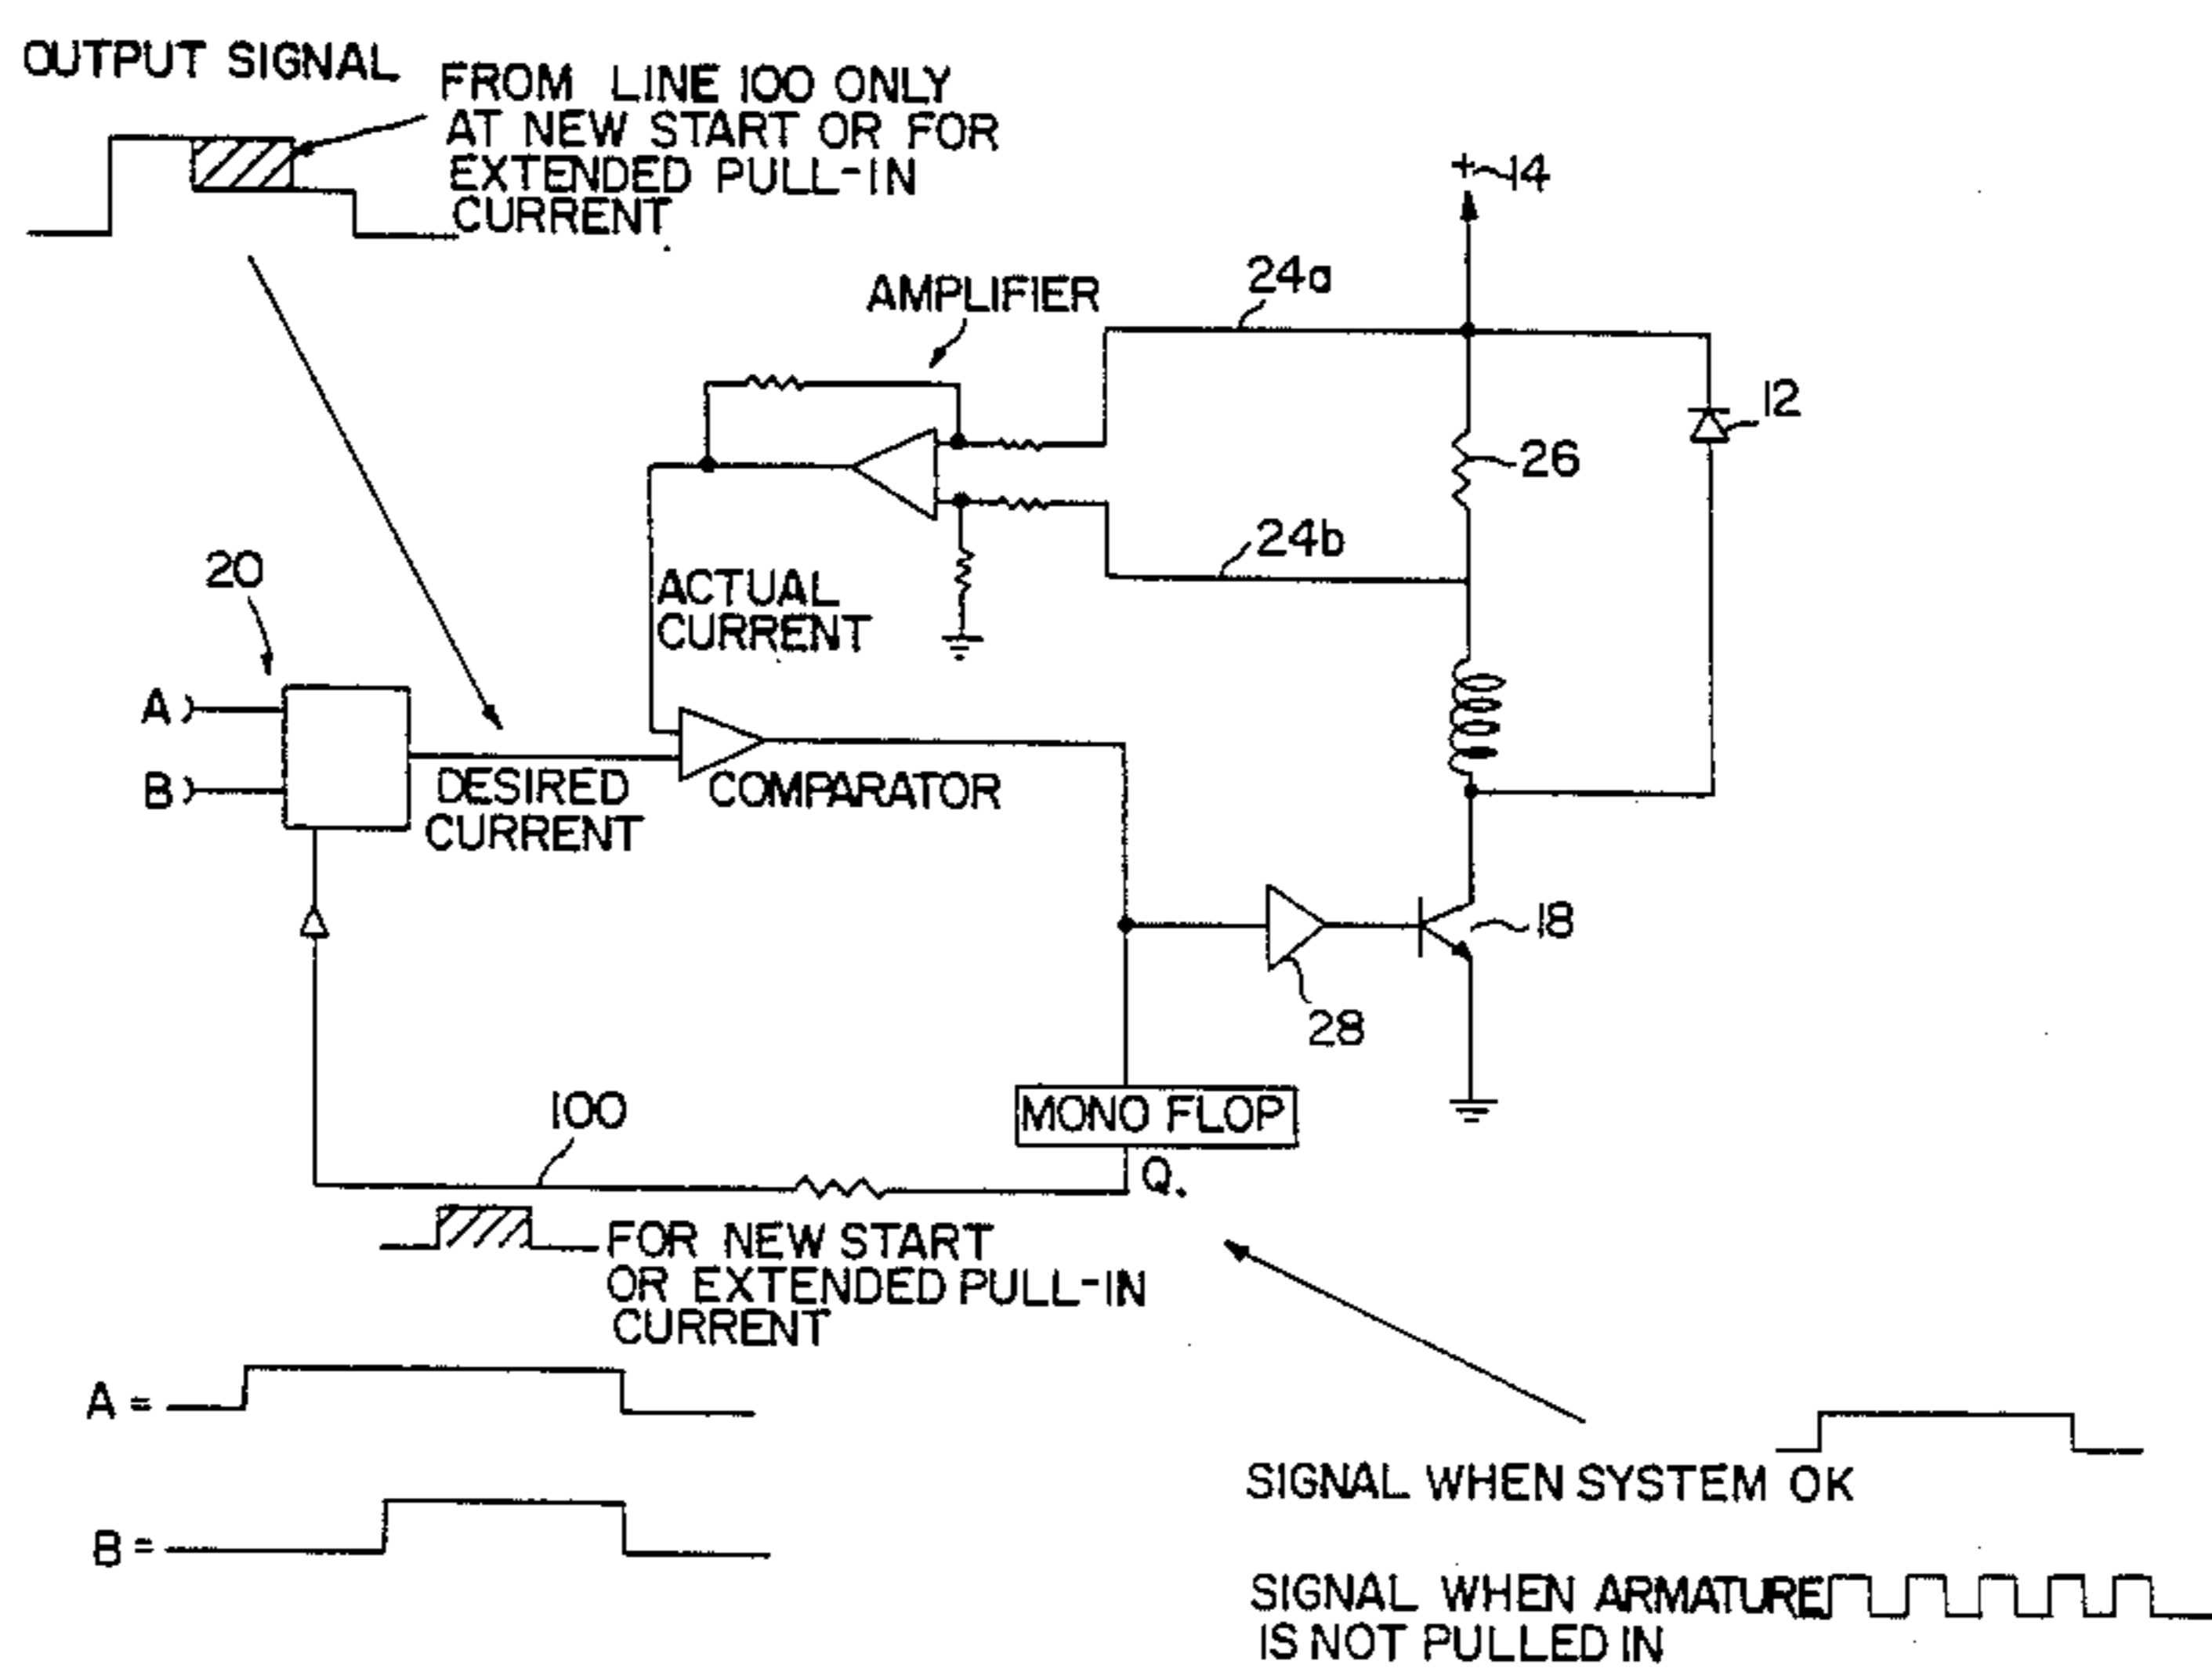 OUTPUT SIGNAL
FROM LINE 100 ONLY
AT NEW START OR FOR
EXTENDED PULL-IN
CURRENT
+ 14
24a
AMPLIFIER
12
26
24b
20
ACTUAL
CURRENT
A
B
DESIRED
CURRENT
COMPARATOR
18
28
MONO FLOP
100
Q.
FOR NEW START
OR EXTENDED PULL-IN
CURRENT
A =
SIGNAL WHEN SYSTEM OK
B =
SIGNAL WHEN ARMATURE
IS NOT PULLED IN